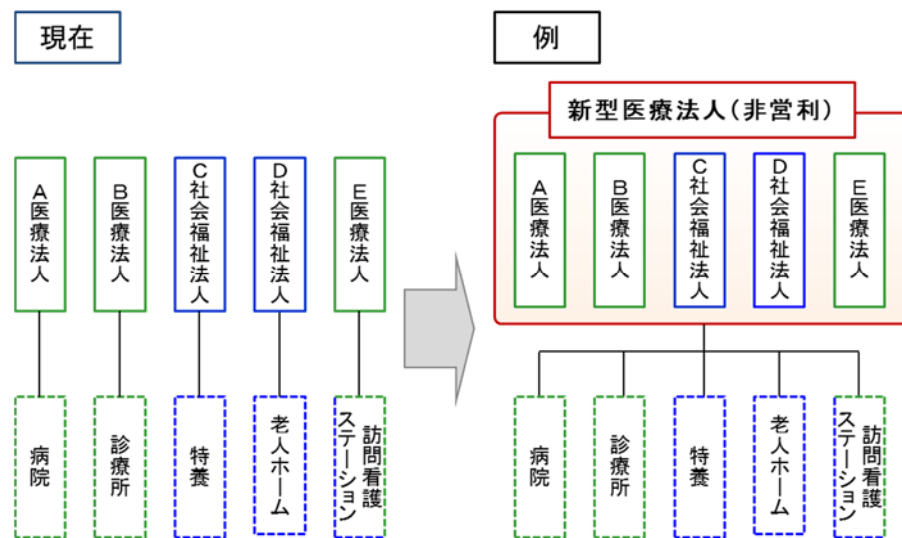 現在
例
新型医療法人(非営利)
A医療法人
B医療法人
C社会福祉法人
D社会福祉法人
E医療法人
A医療法人
B医療法人
C社会福祉法人
D社会福祉法人
E医療法人
病院
診療所
特養
老人ホーム
訪問看護
ステーション
病院
診療所
特養
老人ホーム
訪問看護
ステーション